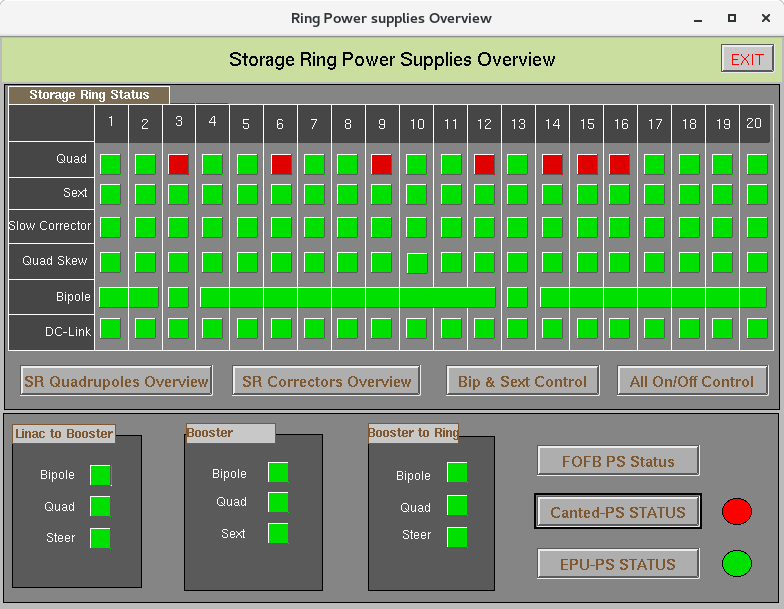 Ring Power supplies Overview
Storage Ring Power Supplies Overview
EXIT
Storage Ring Status
1 2 3 4 5 6 7 8 9 10 11 12 13 14 15 16 17 18 19 20
Quad
Sext
Slow Corrector
Quad Skew
Bipole
DC-Link
SR Quadrupoles Overview
SR Correctors Overview
Bip & Sext Control
All On/Off Control
Linac to Booster
Bipole
Quad
Steer
Booster
Bipole
Quad
Sext
Booster to Ring
Bipole
Quad
Steer
FOFB PS Status
Canted-PS STATUS
EPU-PS STATUS